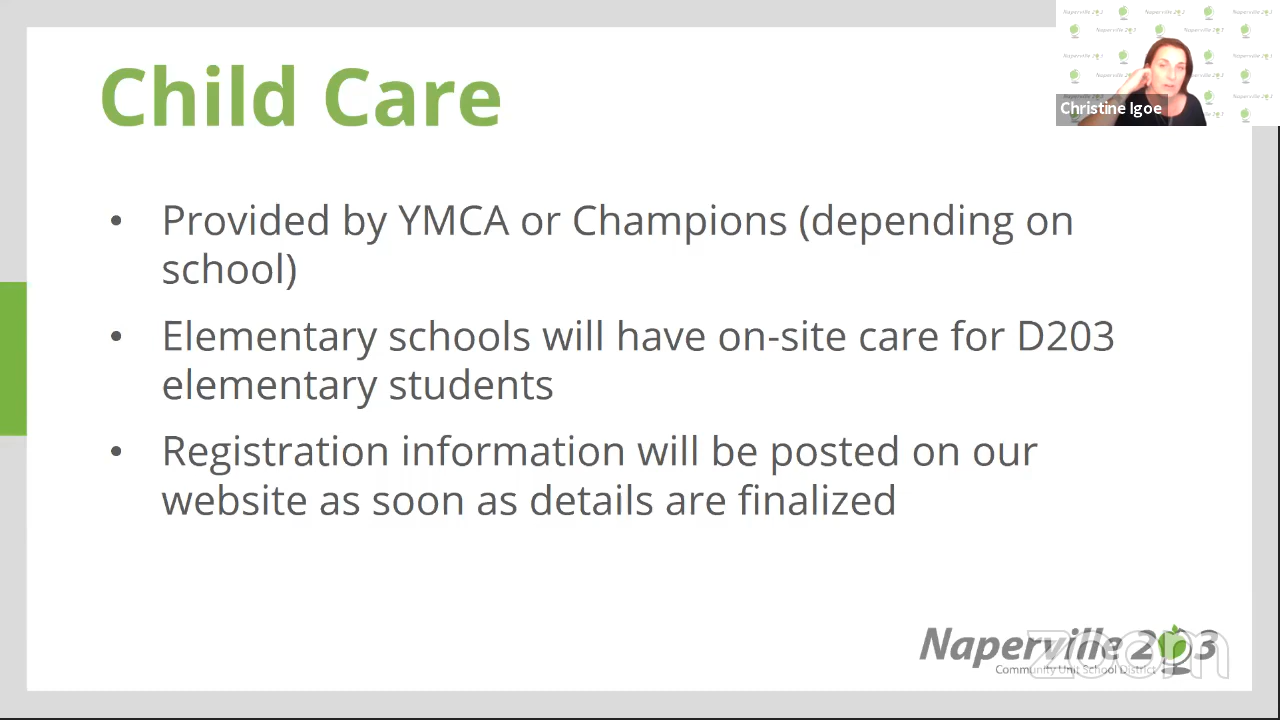 Child Care
• Provided by YMCA or Champions (depending on
school)
• Elementary schools will have on-site care for D203
elementary students
• Registration information will be posted on our
website as soon as details are finalized
Christine Igoe
Naperville 203
Community Unit School District
zoom